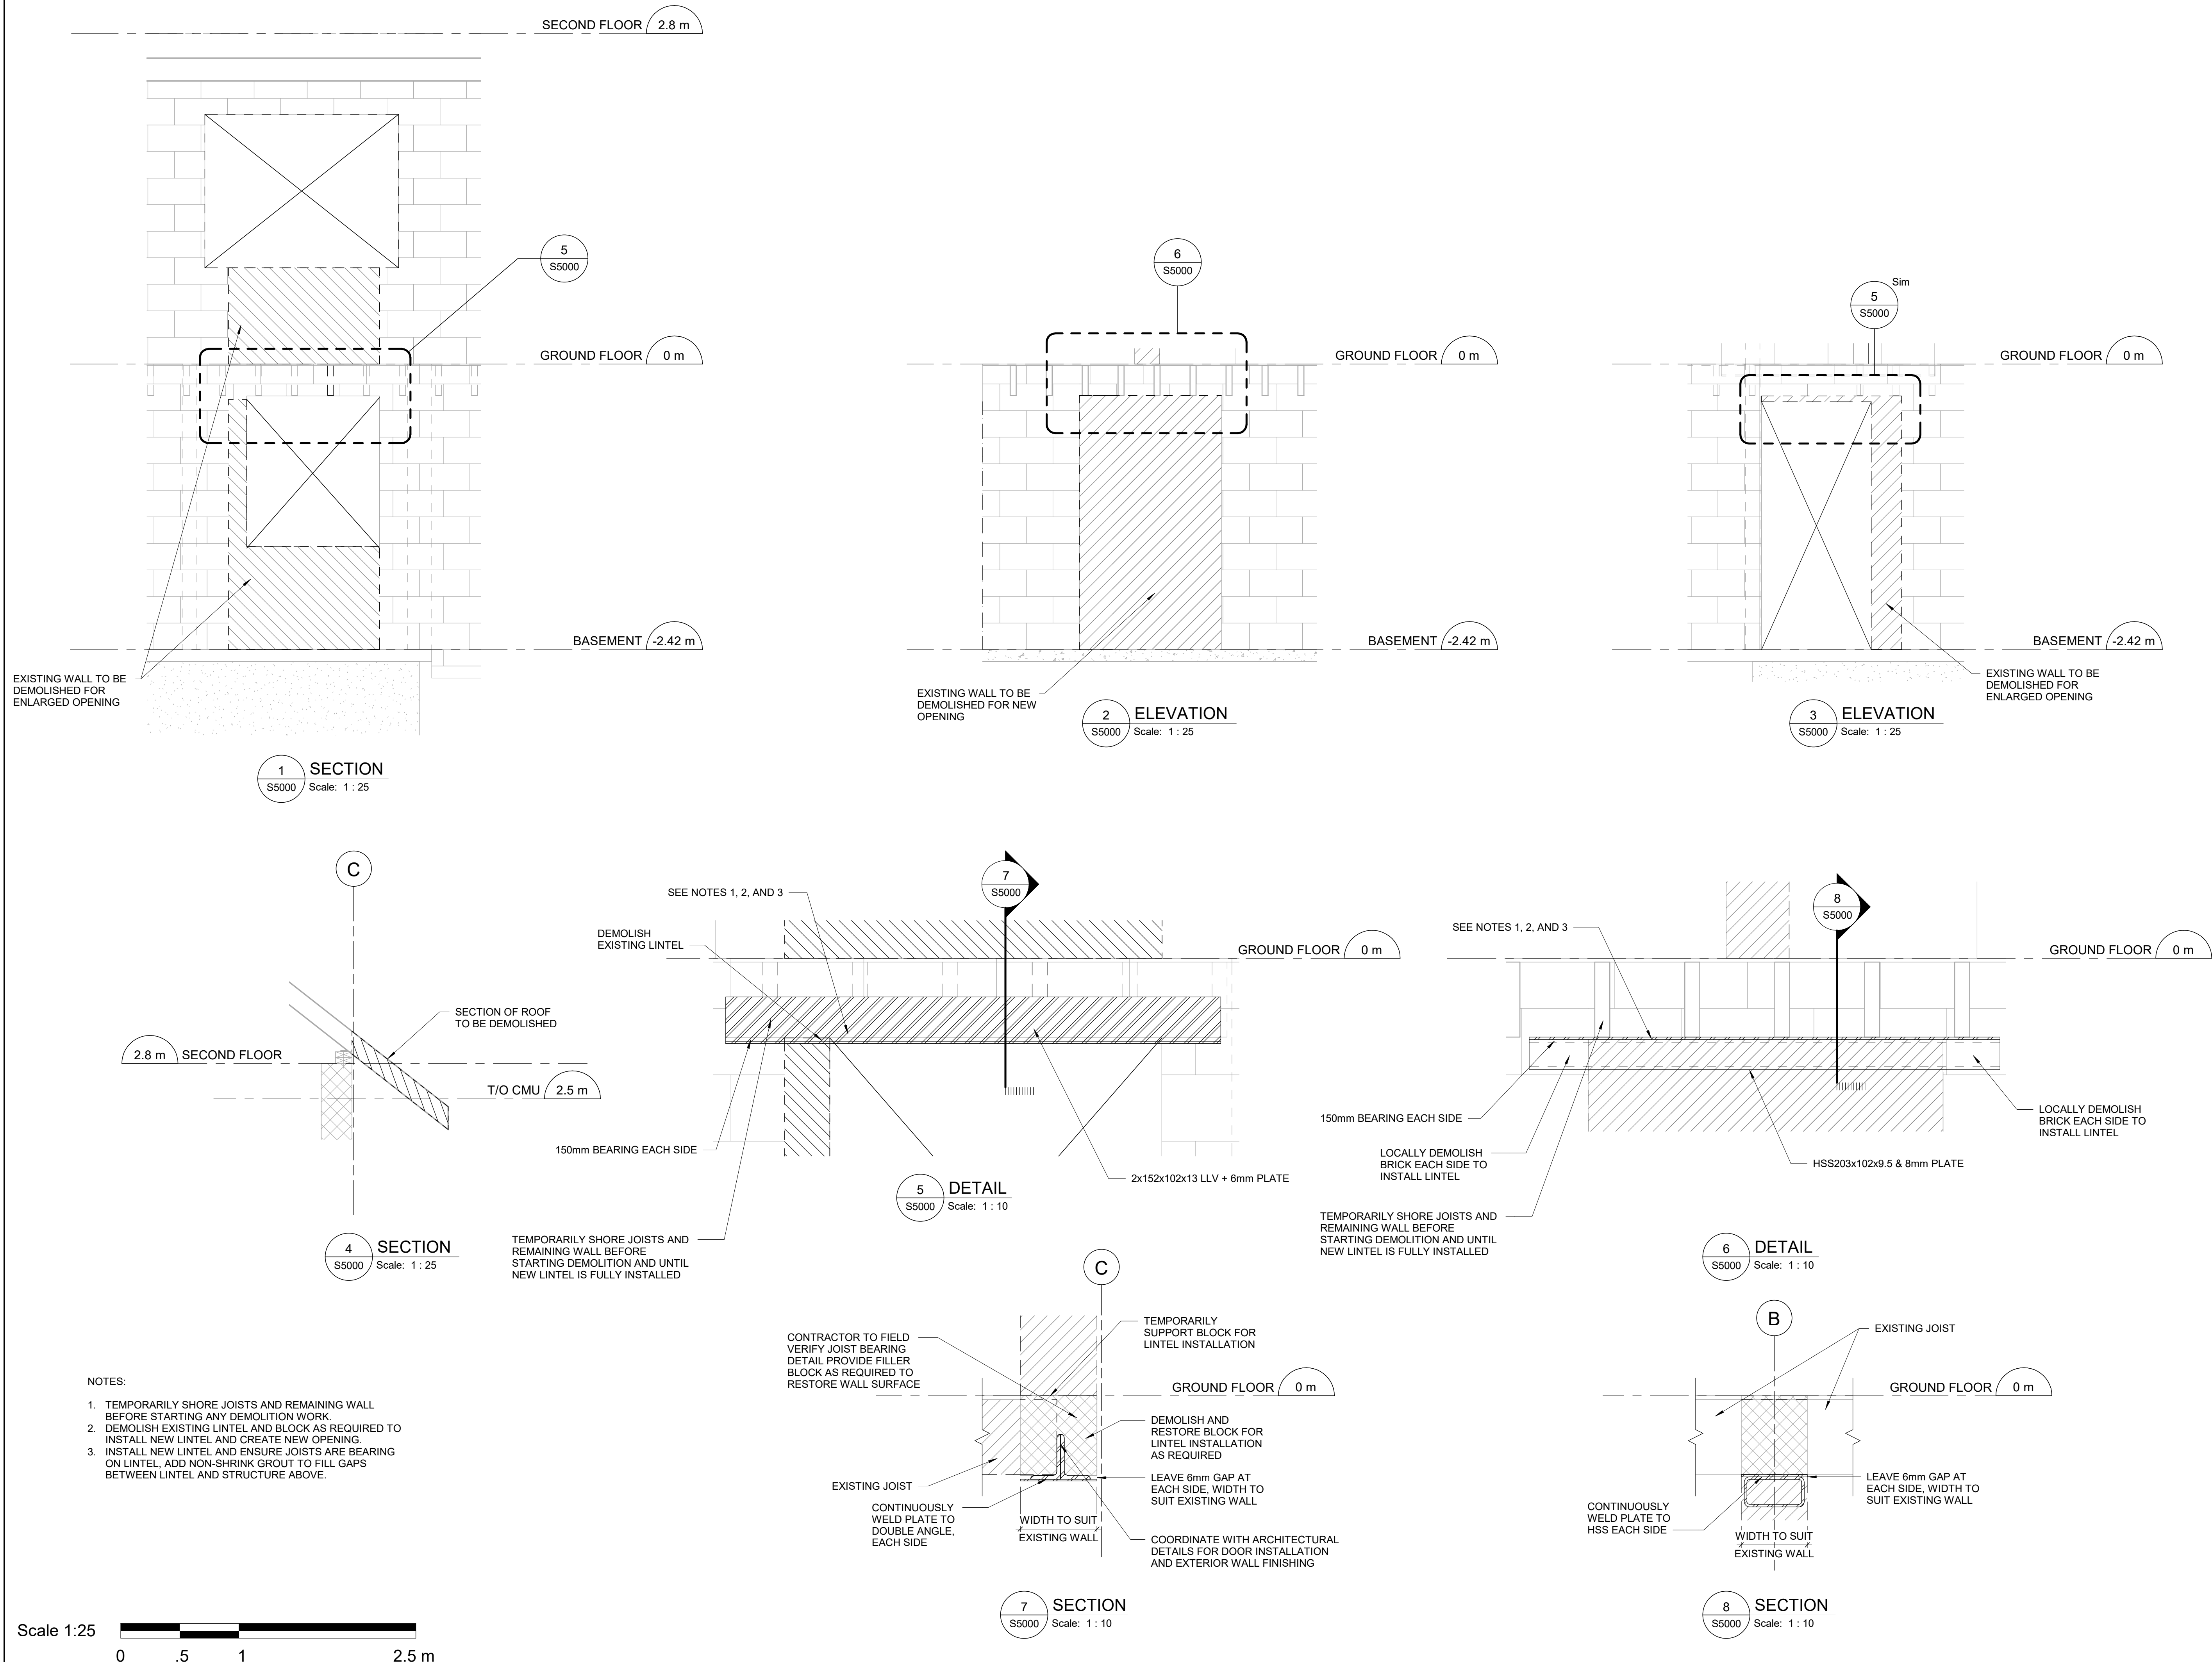 SECOND FLOOR 2.8 m
5
S5000
GROUND FLOOR 0 m
BASEMENT -2.42 m
EXISTING WALL TO BE
DEMOLISHED FOR
ENLARGED OPENING
1
S5000
SECTION
Scale: 1 : 25
6
S5000
GROUND FLOOR 0 m
BASEMENT -2.42 m
EXISTING WALL TO BE
DEMOLISHED FOR NEW
OPENING
2
S5000
ELEVATION
Scale: 1 : 25
Sim
5
S5000
GROUND FLOOR 0 m
BASEMENT -2.42 m
EXISTING WALL TO BE
DEMOLISHED FOR
ENLARGED OPENING
3
S5000
ELEVATION
Scale: 1 : 25
C
SECTION OF ROOF
TO BE DEMOLISHED
2.8 m SECOND FLOOR
T/O CMU 2.5 m
4
S5000
SECTION
Scale: 1 : 25
SEE NOTES 1, 2, AND 3
7
S5000
DEMOLISH
EXISTING LINTEL
GROUND FLOOR 0 m
150mm BEARING EACH SIDE
2x152x102x13 LLV + 6mm PLATE
TEMPORARILY SHORE JOISTS AND
REMAINING WALL BEFORE
STARTING DEMOLITION AND UNTIL
NEW LINTEL IS FULLY INSTALLED
5
S5000
DETAIL
Scale: 1 : 10
SEE NOTES 1, 2, AND 3
8
S5000
GROUND FLOOR 0 m
150mm BEARING EACH SIDE
LOCALLY DEMOLISH
BRICK EACH SIDE TO
INSTALL LINTEL
LOCALLY DEMOLISH
BRICK EACH SIDE TO
INSTALL LINTEL
HSS203x102x9.5 & 8mm PLATE
TEMPORARILY SHORE JOISTS AND
REMAINING WALL BEFORE
STARTING DEMOLITION AND UNTIL
NEW LINTEL IS FULLY INSTALLED
6
S5000
DETAIL
Scale: 1 : 10
C
CONTRACTOR TO FIELD
VERIFY JOIST BEARING
DETAIL PROVIDE FILLER
BLOCK AS REQUIRED TO
RESTORE WALL SURFACE
TEMPORARILY
SUPPORT BLOCK FOR
LINTEL INSTALLATION
GROUND FLOOR 0 m
DEMOLISH AND
RESTORE BLOCK FOR
LINTEL INSTALLATION
AS REQUIRED
EXISTING JOIST
LEAVE 6mm GAP AT
EACH SIDE, WIDTH TO
SUIT EXISTING WALL
CONTINUOUSLY
WELD PLATE TO
DOUBLE ANGLE,
EACH SIDE
WIDTH TO SUIT
EXISTING WALL
COORDINATE WITH ARCHITECTURAL
DETAILS FOR DOOR INSTALLATION
AND EXTERIOR WALL FINISHING
7
S5000
SECTION
Scale: 1 : 10
B
EXISTING JOIST
GROUND FLOOR 0 m
LEAVE 6mm GAP AT
EACH SIDE, WIDTH TO
SUIT EXISTING WALL
CONTINUOUSLY
WELD PLATE TO
HSS EACH SIDE
WIDTH TO SUIT
EXISTING WALL
8
S5000
SECTION
Scale: 1 : 10
NOTES:
1. TEMPORARILY SHORE JOISTS AND REMAINING WALL
BEFORE STARTING ANY DEMOLITION WORK.
2. DEMOLISH EXISTING LINTEL AND BLOCK AS REQUIRED TO
INSTALL NEW LINTEL AND CREATE NEW OPENING.
3. INSTALL NEW LINTEL AND ENSURE JOISTS ARE BEARING
ON LINTEL, ADD NON-SHRINK GROUT TO FILL GAPS
BETWEEN LINTEL AND STRUCTURE ABOVE.
Scale 1:25
0 .5 1 2.5 m